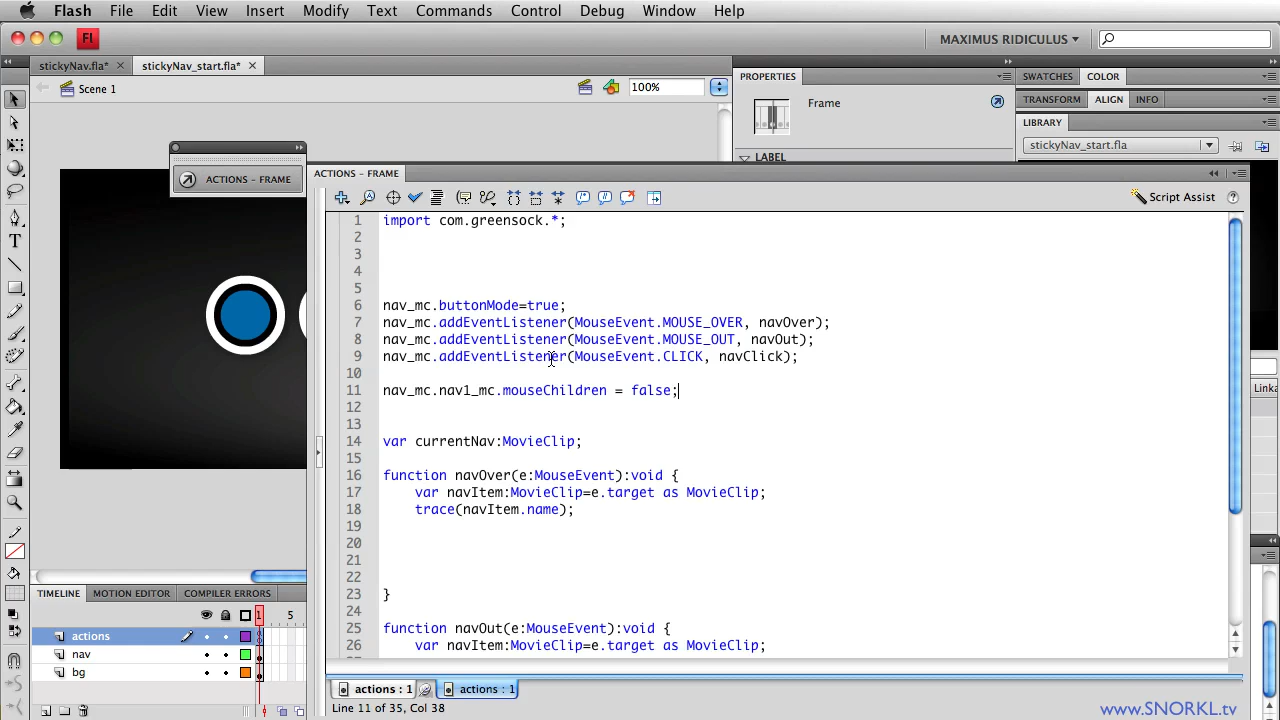 Flash File Edit View Insert Modify Text Commands Control Debug Window Help
MAXIMUS RIDICULUS
stickyNav.fla* stickyNav_start.fla*
Scene 1
100%
PROPERTIES
SWATCHES COLOR
Frame
TRANSFORM ALIGN INFO
LIBRARY
stickyNav_start.fla
LABEL
ACTIONS - FRAME
ACTIONS - FRAME
Script Assist
1 import com.greensock.*;
2
3
4
5
6 nav_mc.buttonMode=true;
7 nav_mc.addEventListener(MouseEvent.MOUSE_OVER, navOver);
8 nav_mc.addEventListener(MouseEvent.MOUSE_OUT, navOut);
9 nav_mc.addEventListener(MouseEvent.CLICK, navClick);
10
11 nav_mc.nav1_mc.mouseChildren = false;
12
13
14 var currentNav:MovieClip;
15
16 function navOver(e:MouseEvent):void {
17 var navItem:MovieClip=e.target as MovieClip;
18 trace(navItem.name);
19
20
21
22
23 }
24
25 function navOut(e:MouseEvent):void {
26 var navItem:MovieClip=e.target as MovieClip;
Linka
TIMELINE MOTION EDITOR COMPILER ERRORS
1 5
actions
nav
bg
actions : 1 actions : 1
Line 11 of 35, Col 38
www.SNORKL.tv